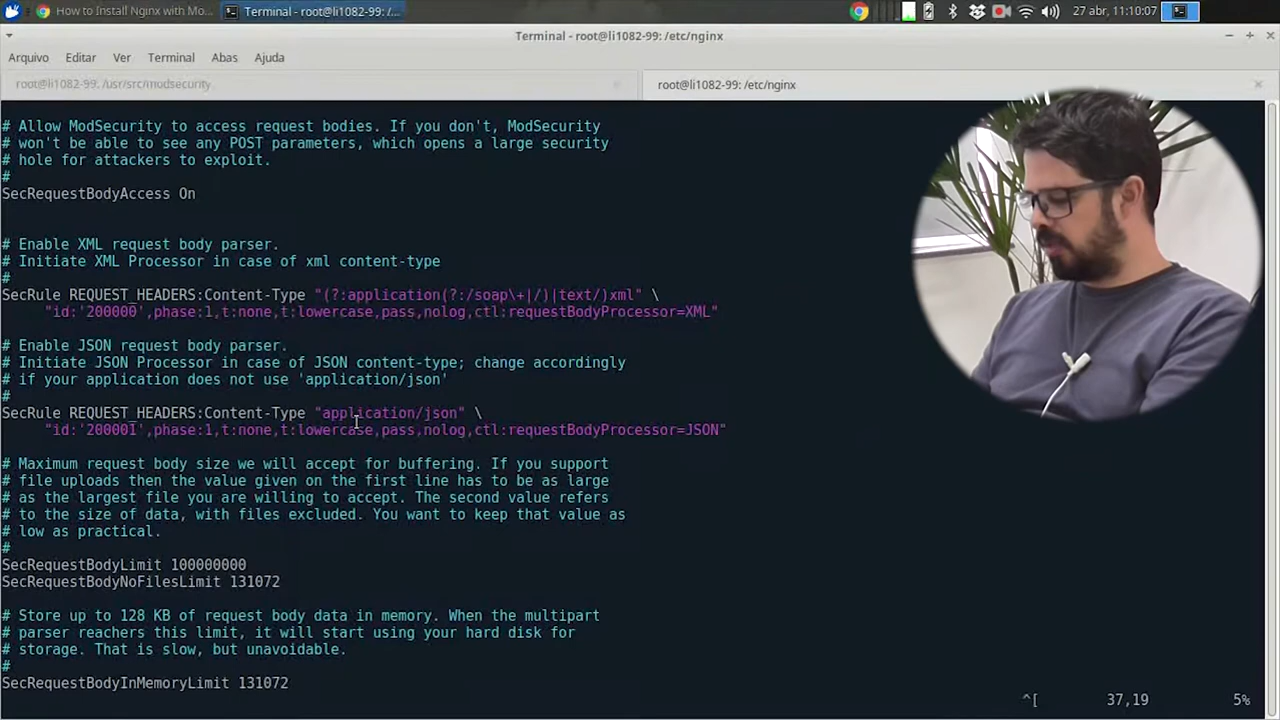 How to Install Nginx with Mo...
Terminal - root@li1082-99: /...
27 abr, 11:10:07
Terminal - root@li1082-99: /etc/nginx
Arquivo Editar Ver Terminal Abas Ajuda
root@li1082-99: /usr/src/modsecurity
root@li1082-99: /etc/nginx
# Allow ModSecurity to access request bodies. If you don't, ModSecurity
# won't be able to see any POST parameters, which opens a large security
# hole for attackers to exploit.
#
SecRequestBodyAccess On
# Enable XML request body parser.
# Initiate XML Processor in case of xml content-type
#
SecRule REQUEST_HEADERS:Content-Type "(?:application(?:/soap\+|/)|text/)xml" \
"id:'200000',phase:1,t:none,t:lowercase,pass,nolog,ctl:requestBodyProcessor=XML"
# Enable JSON request body parser.
# Initiate JSON Processor in case of JSON content-type; change accordingly
# if your application does not use 'application/json'
#
SecRule REQUEST_HEADERS:Content-Type "application/json" \
"id:'200001',phase:1,t:none,t:lowercase,pass,nolog,ctl:requestBodyProcessor=JSON"
# Maximum request body size we will accept for buffering. If you support
# file uploads then the value given on the first line has to be as large
# as the largest file you are willing to accept. The second value refers
# to the size of data, with files excluded. You want to keep that value as
# low as practical.
#
SecRequestBodyLimit 100000000
SecRequestBodyNoFilesLimit 131072
# Store up to 128 KB of request body data in memory. When the multipart
# parser reachers this limit, it will start using your hard disk for
# storage. That is slow, but unavoidable.
#
SecRequestBodyInMemoryLimit 131072
^[ 37,19 5%